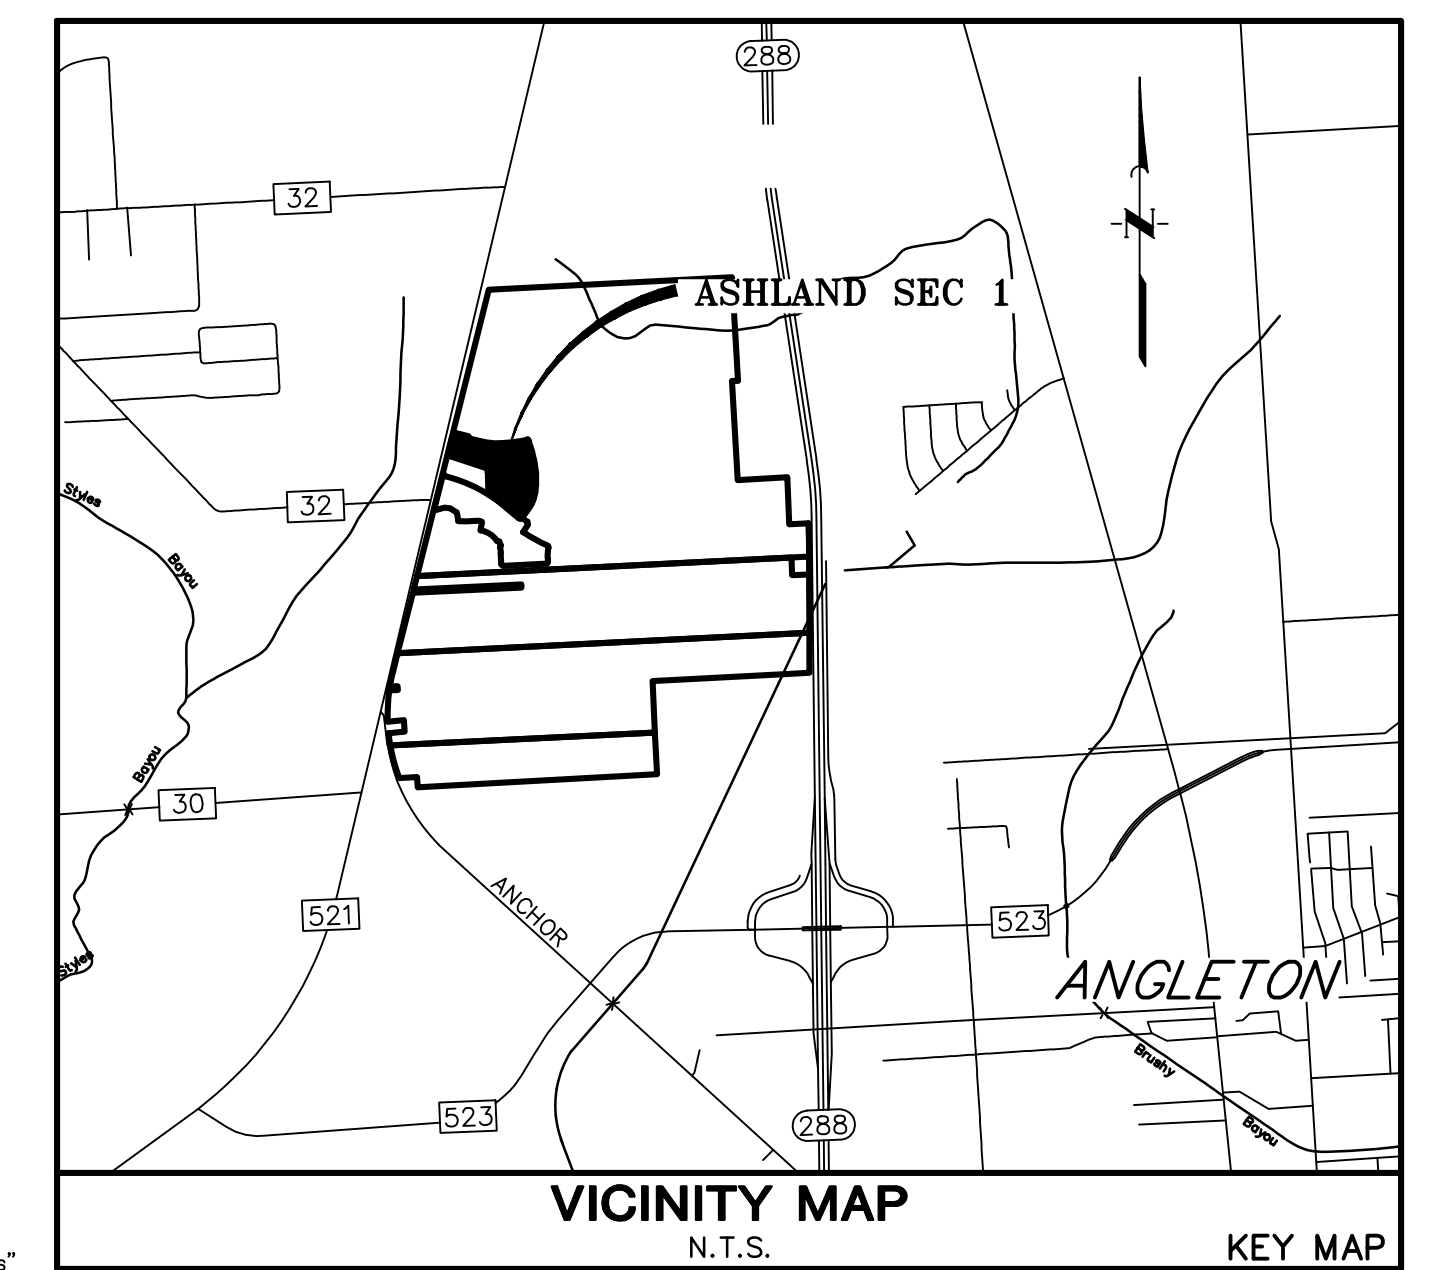 288
32
ASHLAND SEC 1
N
32
Styles
Bayou
Bayou
30
521
ANCHOR
523
Styles
ANGLETON
Brushy
523
288
Bayou
VICINITY MAP
N.T.S.
KEY MAP
s"